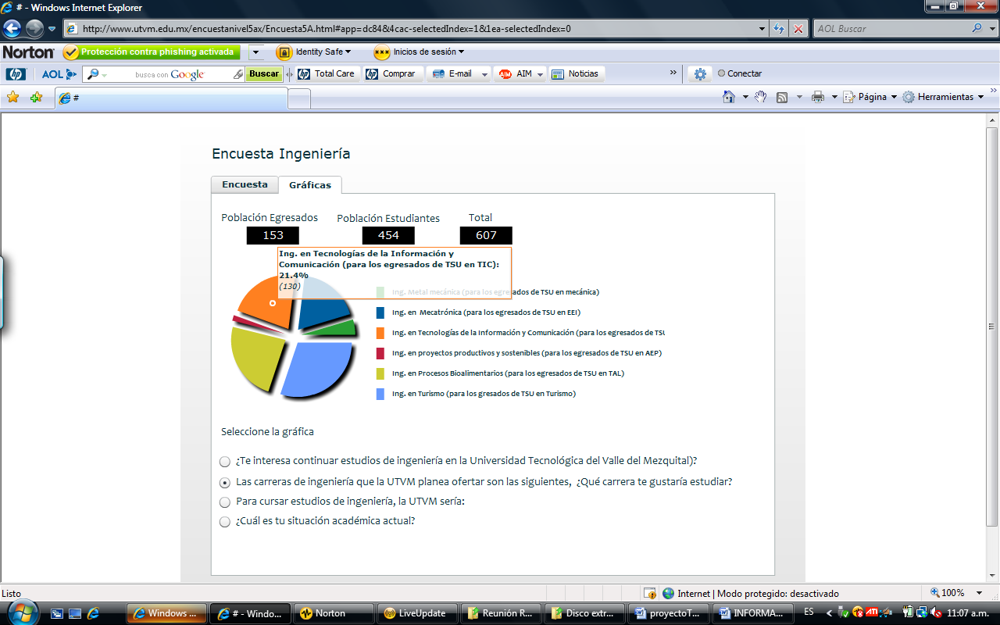 # - Windows Internet Explorer
http://www.utvm.edu.mx/encuestanivel5ax/Encuesta5A.html#app=dc84&4cac-selectedIndex=1&1ea-selectedIndex=0
AOL Buscar
Norton Protección contra phishing activada Identity Safe Inicios de sesión
hp AOL busca con Google Buscar Total Care Comprar E-mail AIM Noticias » Conectar
# Página Herramientas »
Encuesta Ingeniería
Encuesta Gráficas
Población Egresados Población Estudiantes Total
153 454 607
Ing. en Tecnologías de la Información y
Comunicación (para los egresados de TSU en TIC):
21.4%
(130)
Ing. Metal mecánica (para los egresados de TSU en mecánica)
Ing. en Mecatrónica (para los egresados de TSU en EEI)
Ing. en Tecnologías de la Información y Comunicación (para los egresados de TSU
Ing. en proyectos productivos y sostenibles (para los egresados de TSU en AEP)
Ing. en Procesos Bioalimentarios (para los egresados de TSU en TAL)
Ing. en Turismo (para los gresados de TSU en Turismo)
Seleccione la gráfica
¿Te interesa continuar estudios de ingeniería en la Universidad Tecnológica del Valle del Mezquital)?
Las carreras de ingeniería que la UTVM planea ofertar son las siguientes, ¿Qué carrera te gustaría estudiar?
Para cursar estudios de ingeniería, la UTVM sería:
¿Cuál es tu situación académica actual?
Listo Internet | Modo protegido: desactivado 100%
Windows ... # - Windo... Norton LiveUpdate Reunión R... Disco extr... proyectoT... INFORMA... ES ATI 11:07 a.m.